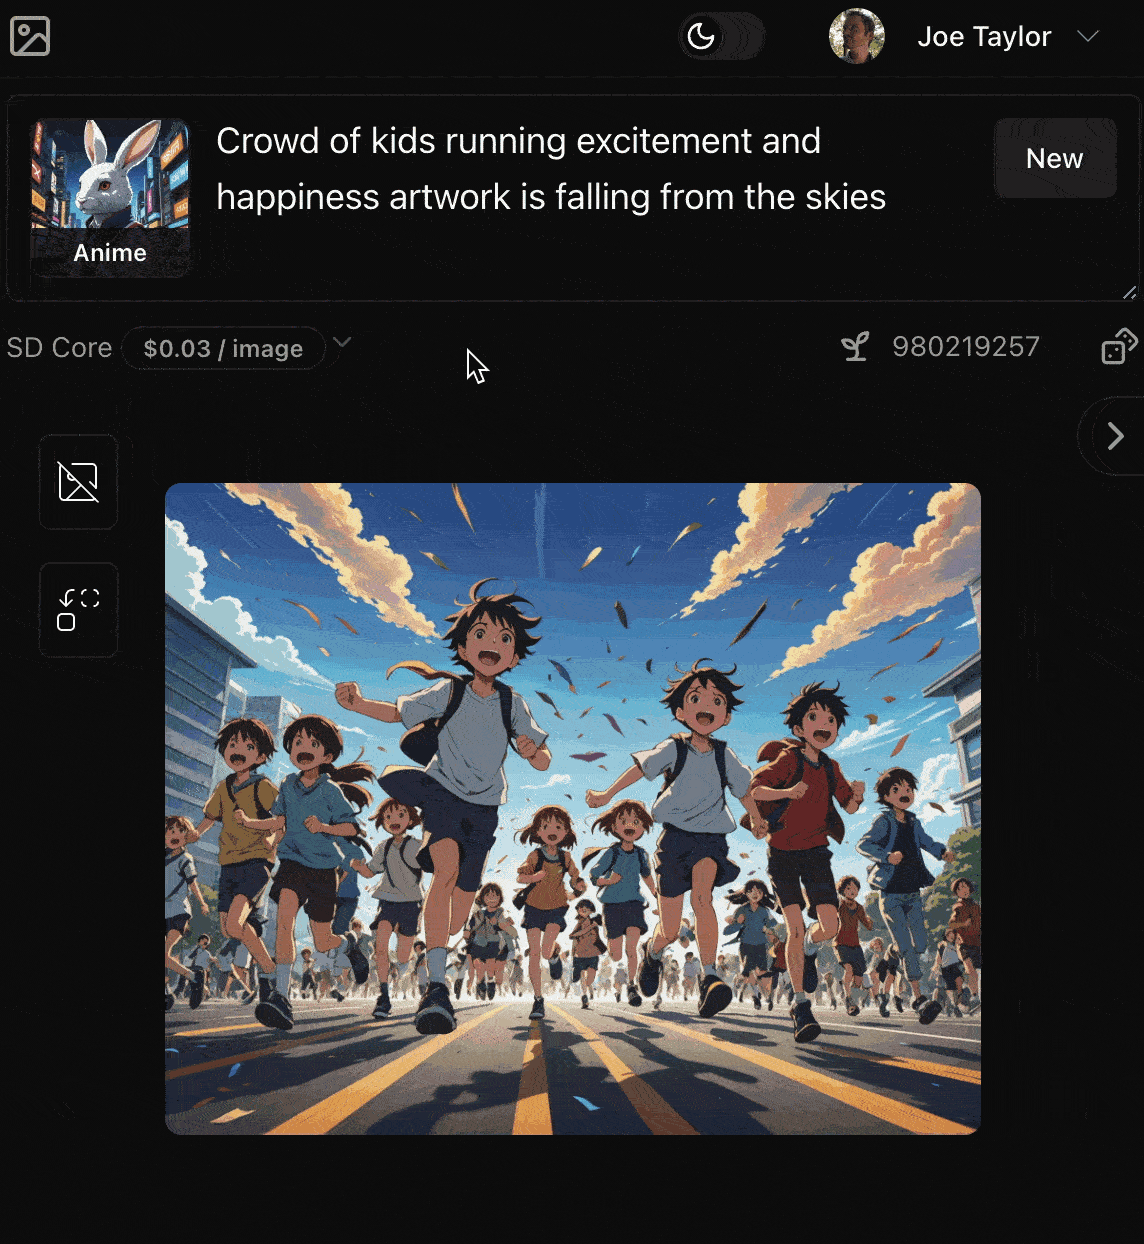 Joe Taylor
Crowd of kids running excitement and
happiness artwork is falling from the skies
New
Anime
SD Core
$0.03 / image
980219257